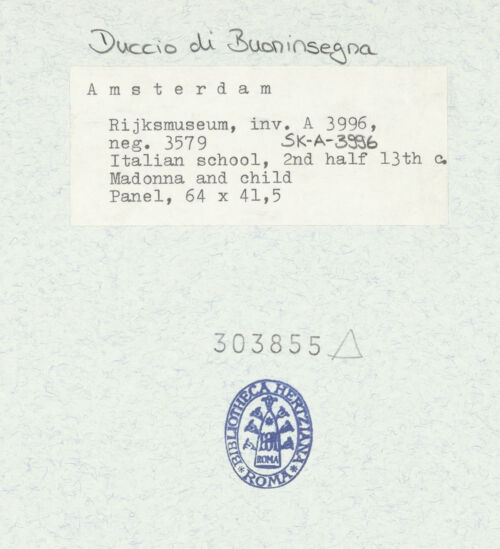 Duccio di Buoninsegna
Amsterdam
Rijksmuseum, inv. A 3996,
neg. 3579 SK-A-3996
Italian school, 2nd half 13th c.
Madonna and child
Panel, 64 x 41,5
303855
BIBLIOTHECA HERTZIANA
ROMA
ROMA